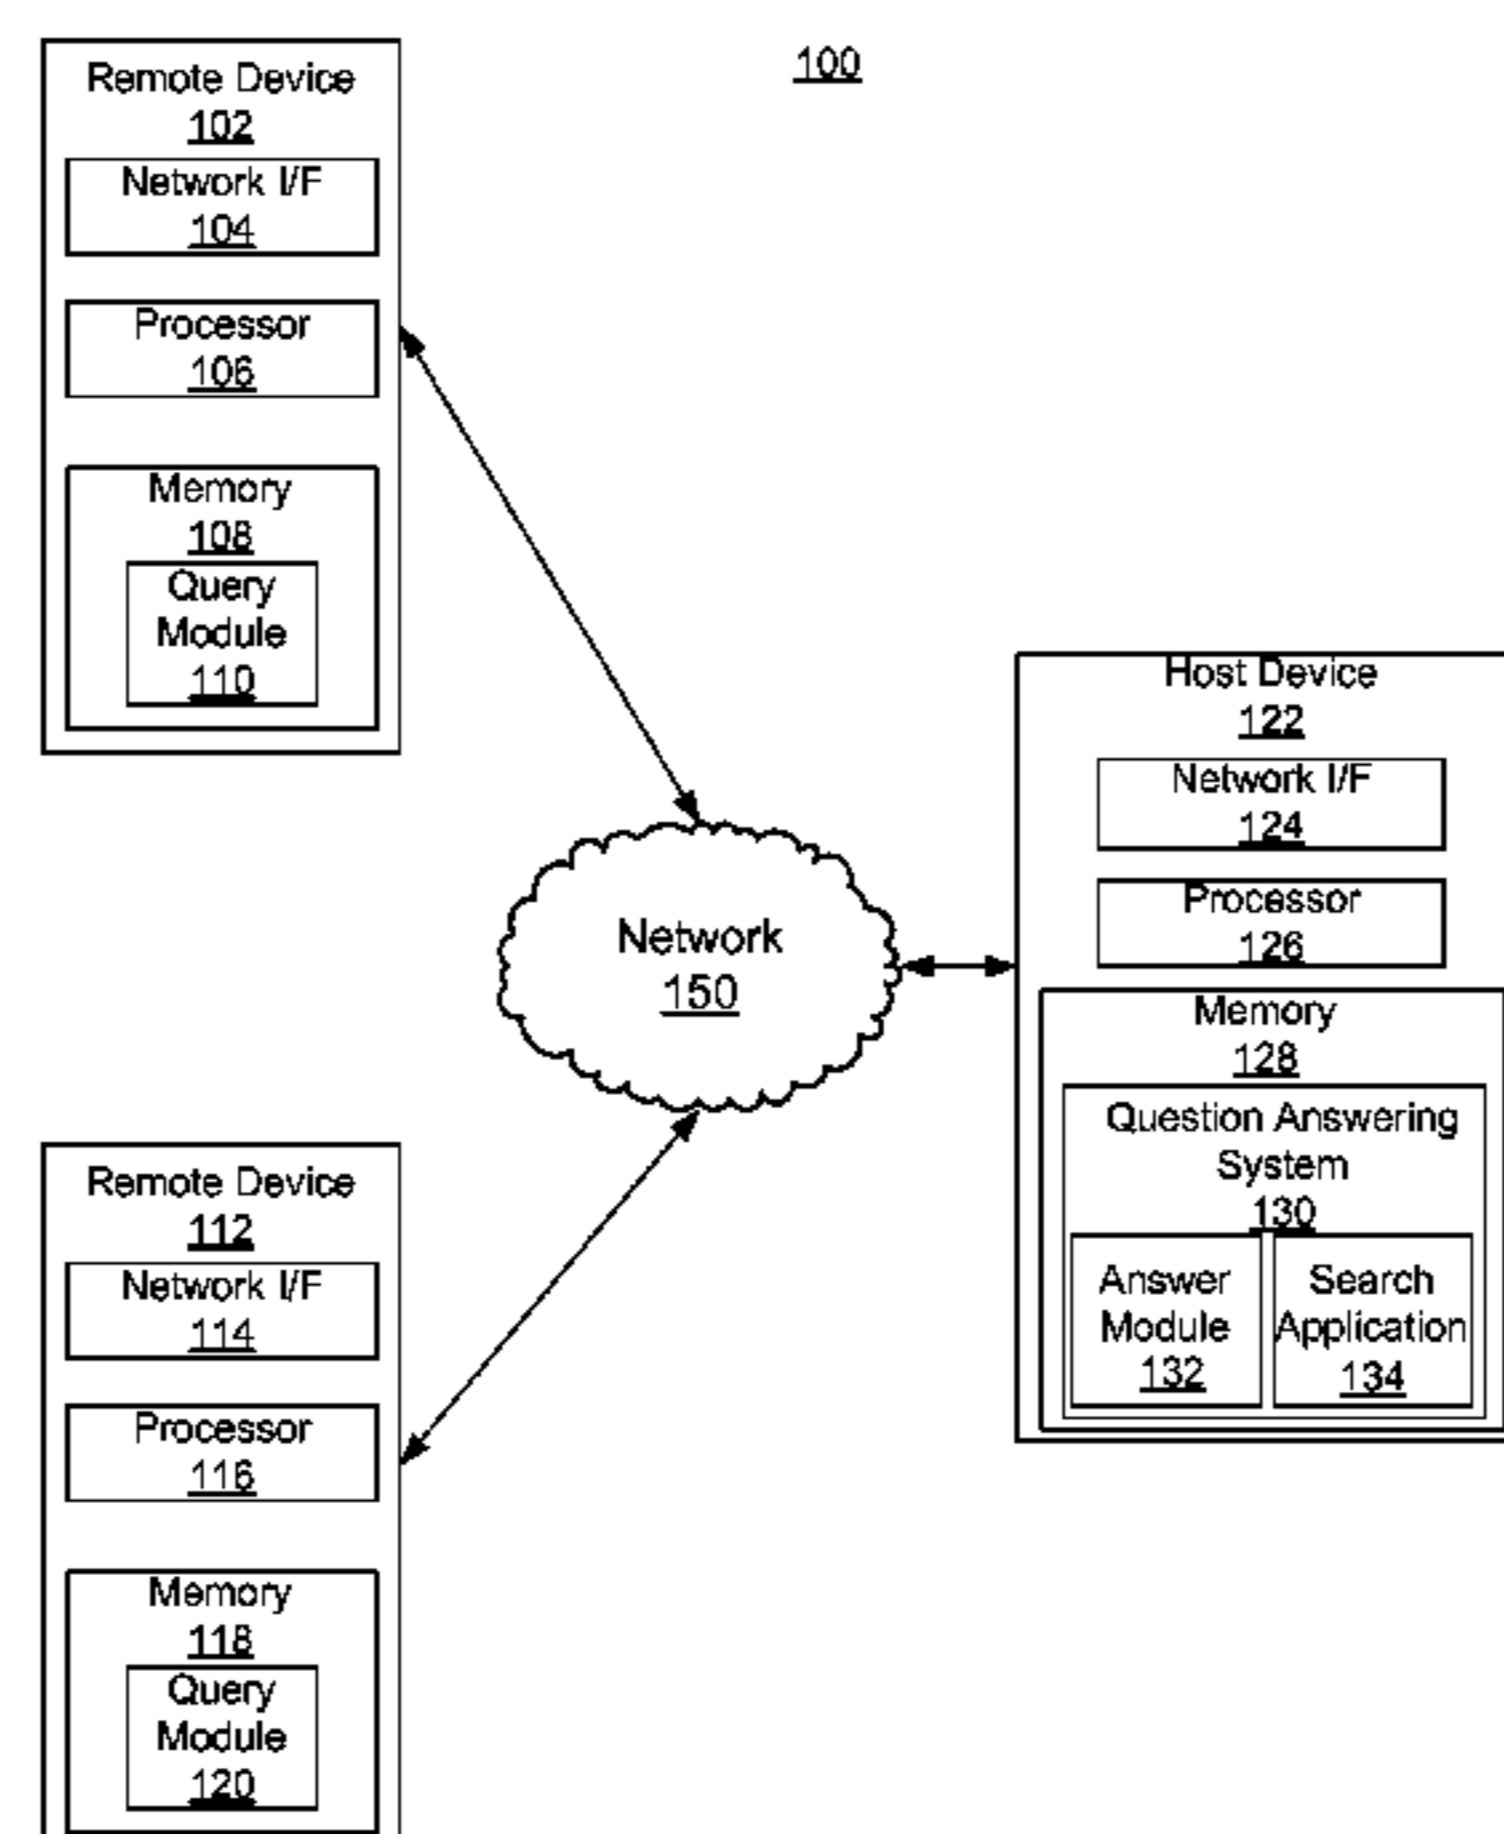 100
Remote Device
102
Network I/F
104
Processor
106
Memory
108
Query
Module
110
Network
150
Host Device
122
Network I/F
124
Processor
126
Memory
128
Question Answering
System
130
Answer
Module
132
Search
Application
134
Remote Device
112
Network I/F
114
Processor
116
Memory
118
Query
Module
120